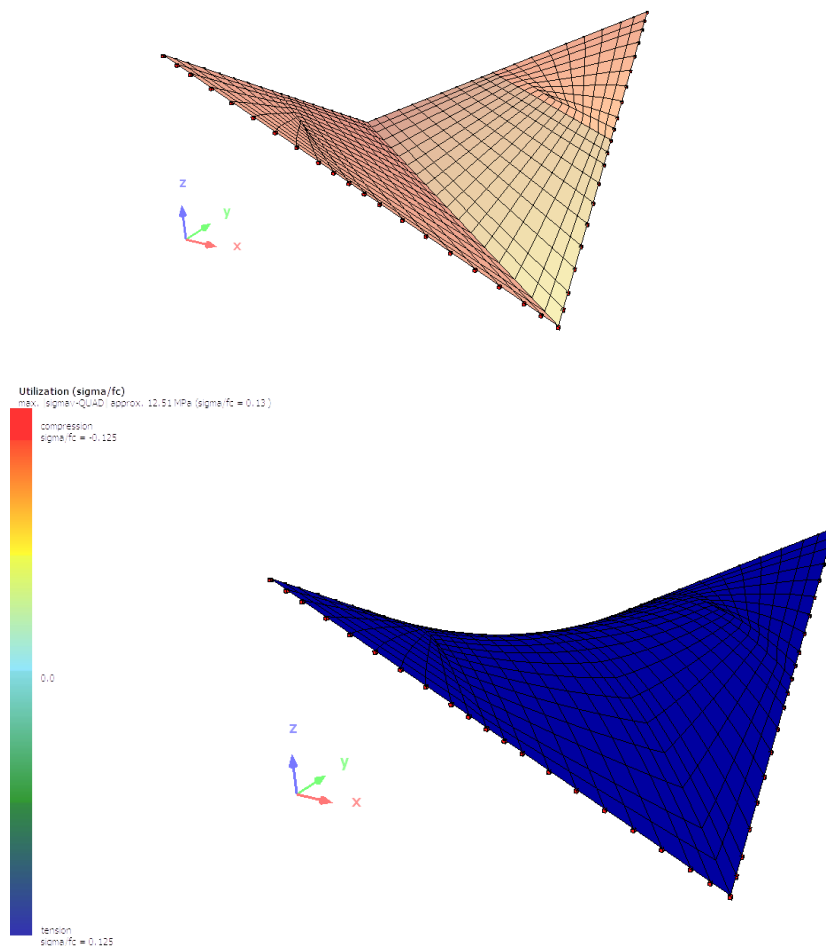 z
y
x
Utilization (sigma/fc)
max. sigmav-QUAD approx. 12.51 MPa (sigma/fc = 0.13 )
compression
sigma/fc = -0.125
z
y
0.0
x
tension
sigma/fc = 0.125